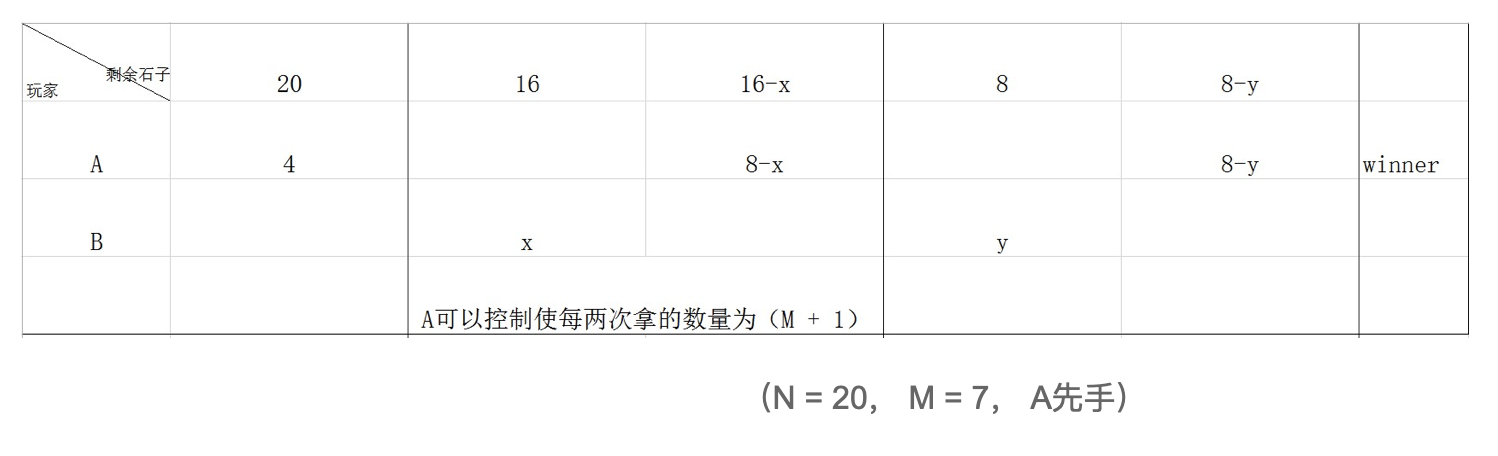 剩余石子
玩家 20 16 16-x 8 8-y
A 4 8-x 8-y winner
B x y
A可以控制使每两次拿的数量为（M + 1）
（N = 20， M = 7， A先手）